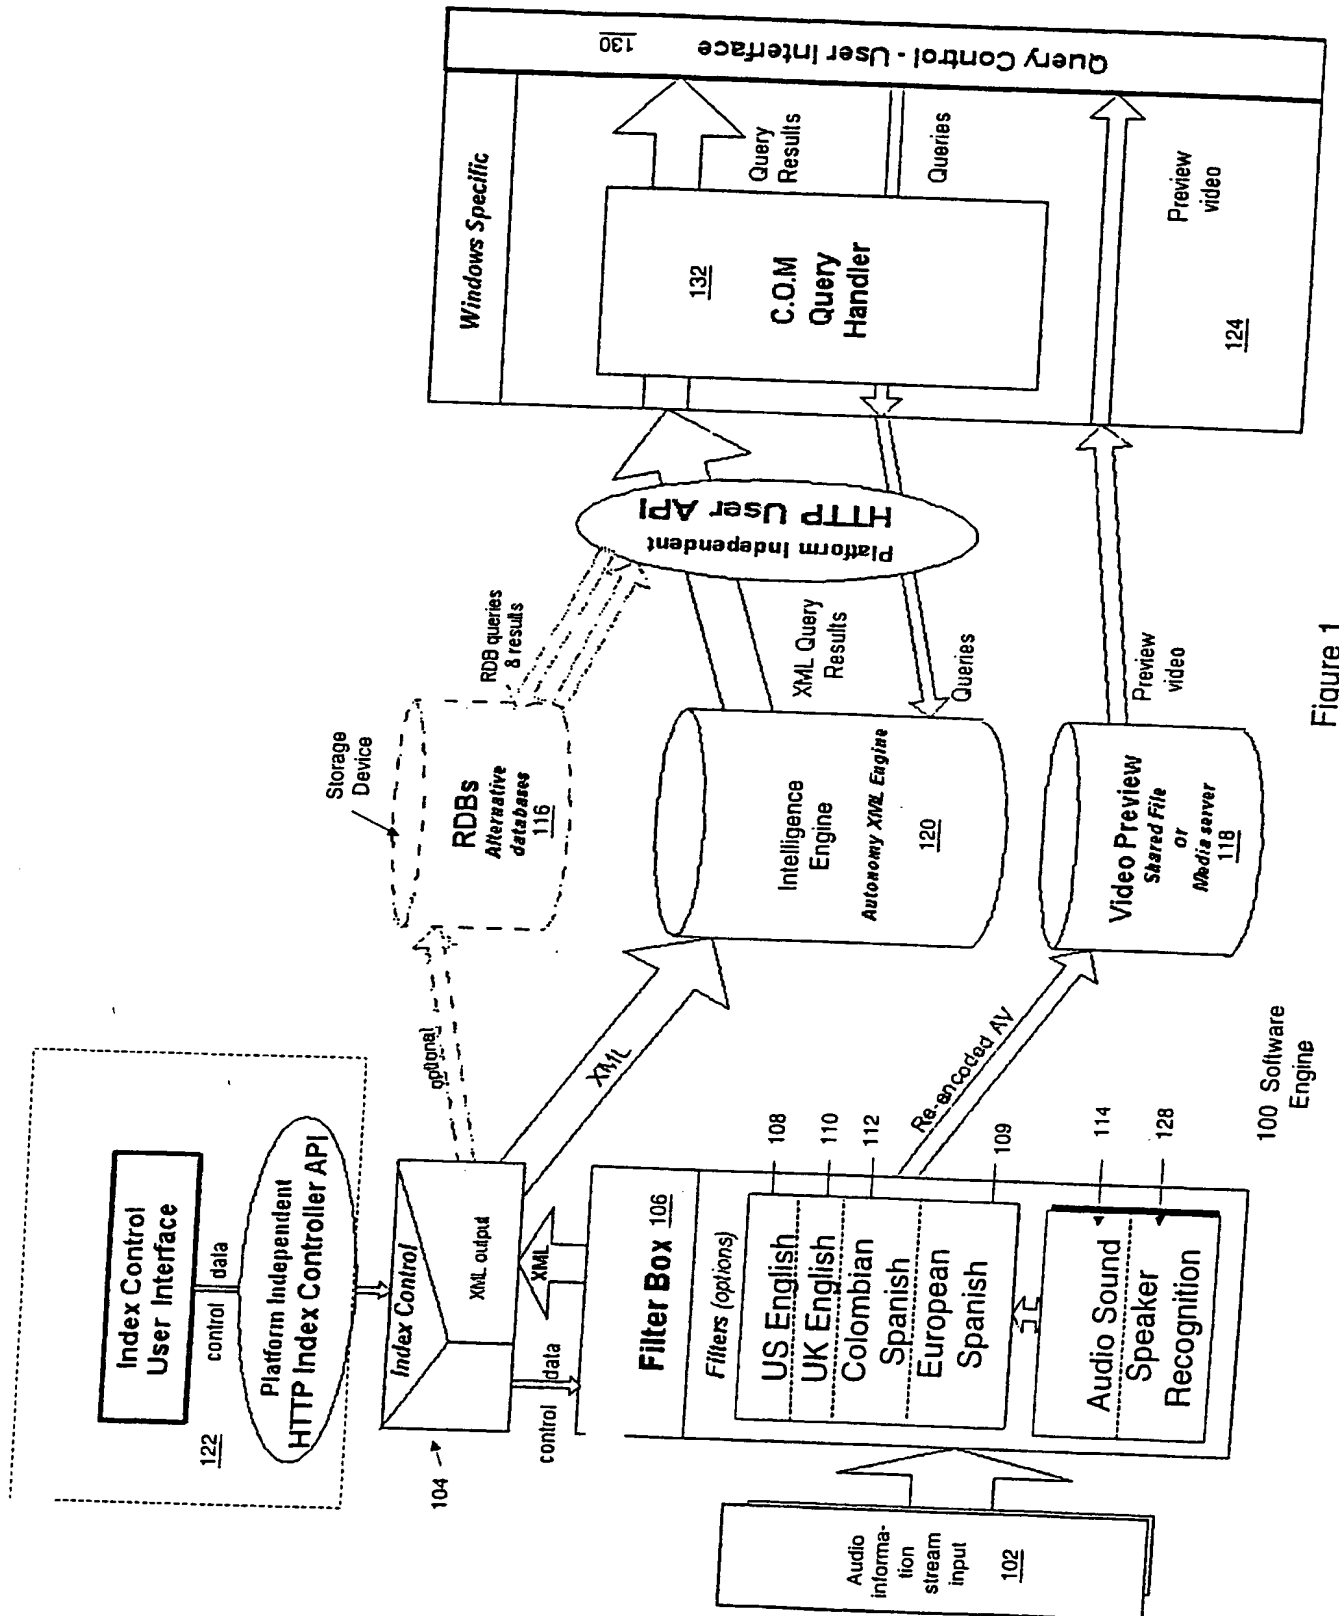 Index Control
User Interface
control
data
122
Platform Independent
HTTP Index Controller API
104
Index Control
XML output
control
data
XML
optional
XML
Storage
Device
RDBs
Alternative
databases
116
RDB queries
& results
Audio
informa-
tion
stream
input
102
Filter Box 106
Filters (options)
US English
UK English
Colombian
Spanish
European
Spanish
Audio Sound
Speaker
Recognition
108
110
112
109
114
128
Re-encoded AV
Intelligence
Engine
Autonomy XML Engine
120
XML Query
Results
Queries
Platform Independent
HTTP User API
Video Preview
Shared File
or
Media server
118
Preview
video
Windows Specific
132
C.O.M
Query
Handler
Query
Results
Queries
Preview
video
124
Query Control - User Interface
130
100 Software
Engine
Figure 1